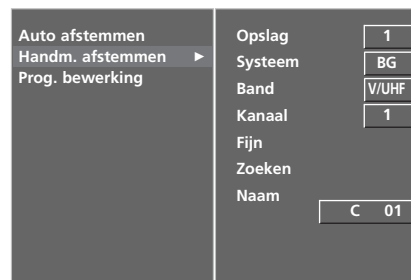 Auto afstemmen
Handm. afstemmen ►
Prog. bewerking
Opslag 1
Systeem BG
Band V/UHF
Kanaal 1
Fijn
Zoeken
Naam
C 01